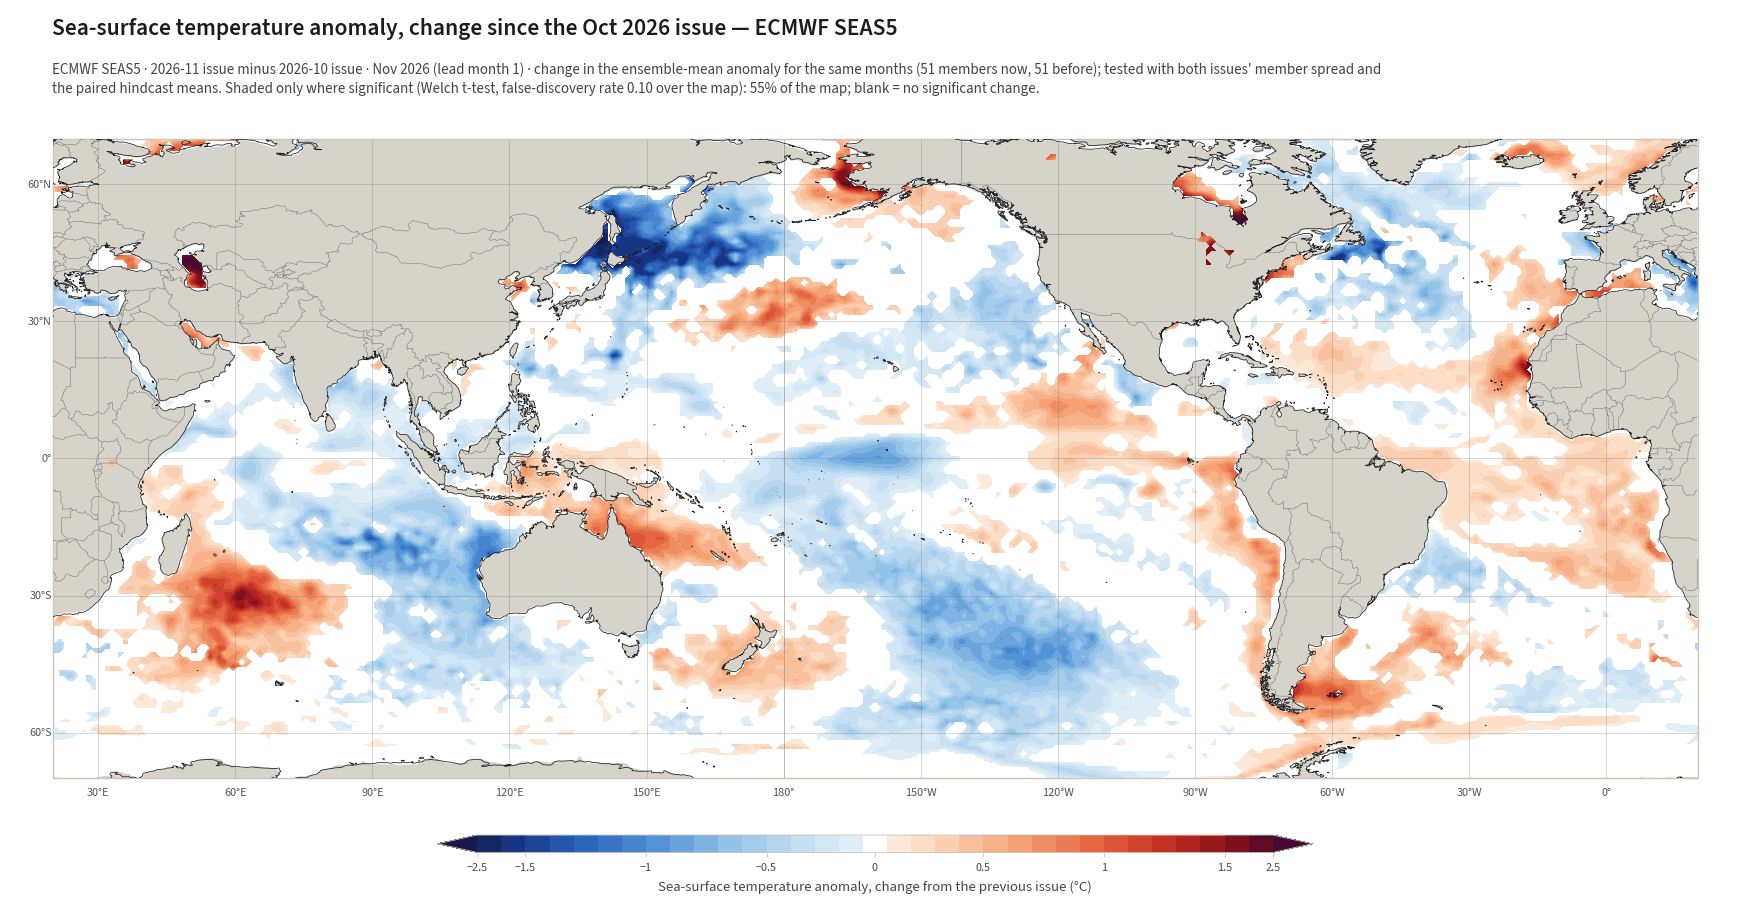 Sea-surface temperature anomaly, change since the Oct 2026 issue — ECMWF SEAS5
ECMWF SEAS5 · 2026-11 issue minus 2026-10 issue · Nov 2026 (lead month 1) · change in the ensemble-mean anomaly for the same months (51 members now, 51 before); tested with both issues' member spread and
the paired hindcast means. Shaded only where significant (Welch t-test, false-discovery rate 0.10 over the map): 55% of the map; blank = no significant change.
60°N
30°N
0°
30°S
60°S
30°E 60°E 90°E 120°E 150°E 180° 150°W 120°W 90°W 60°W 30°W 0°
−2.5 −1.5 −1 −0.5 0 0.5 1 1.5 2.5
Sea-surface temperature anomaly, change from the previous issue (°C)